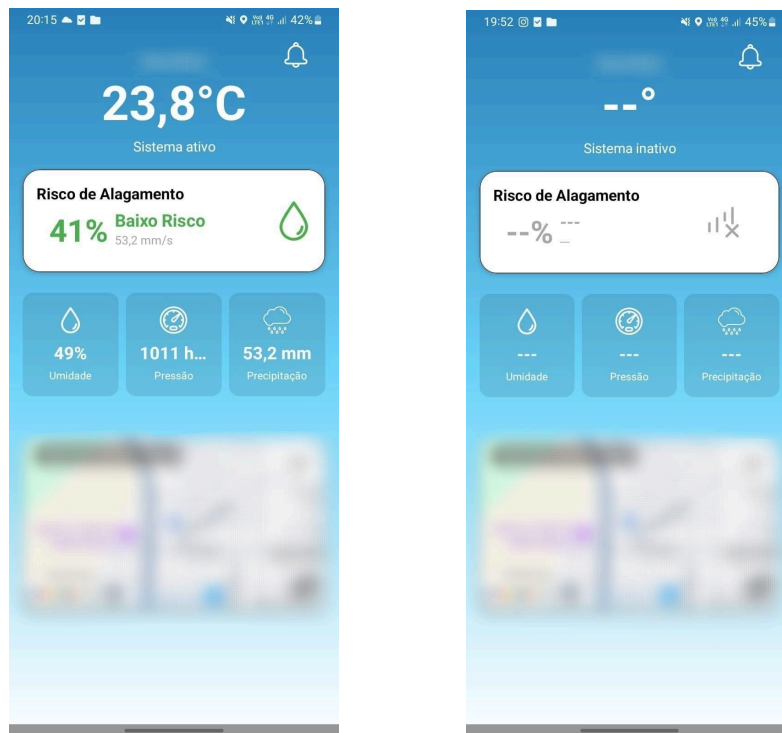 20:15
42%
23,8°C
Sistema ativo
Risco de Alagamento
41%
Baixo Risco
53,2 mm/s
49%
Umidade
1011 h...
Pressão
53,2 mm
Precipitação
19:52
45%
--°
Sistema inativo
Risco de Alagamento
--%
---
_
---
Umidade
---
Pressão
---
Precipitação